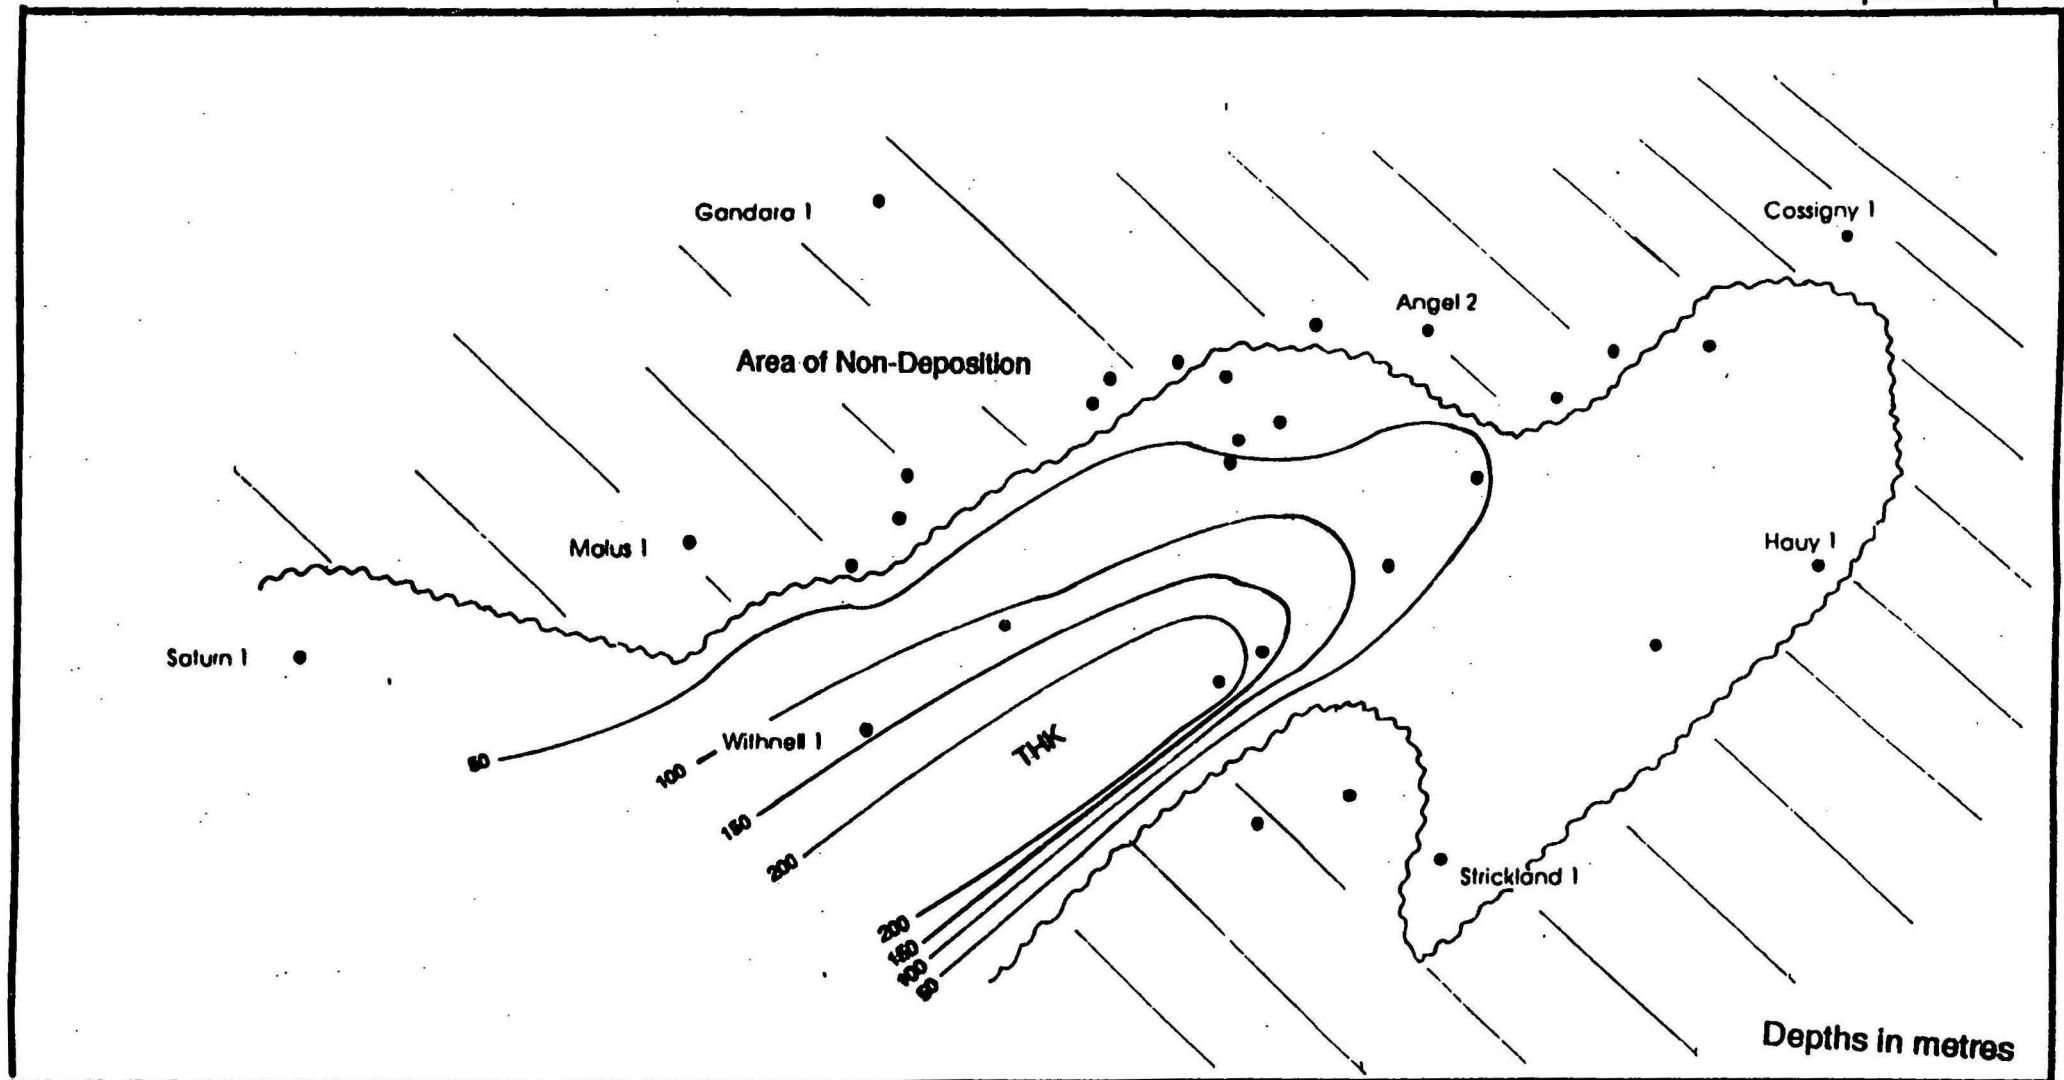 Gandara 1
Cossigny 1
Angel 2
Area of Non-Deposition
Malus 1
Hauy 1
Saturn 1
Withnell 1
50
100
150
200
THK
Strickland 1
200
150
100
50
Depths in metres